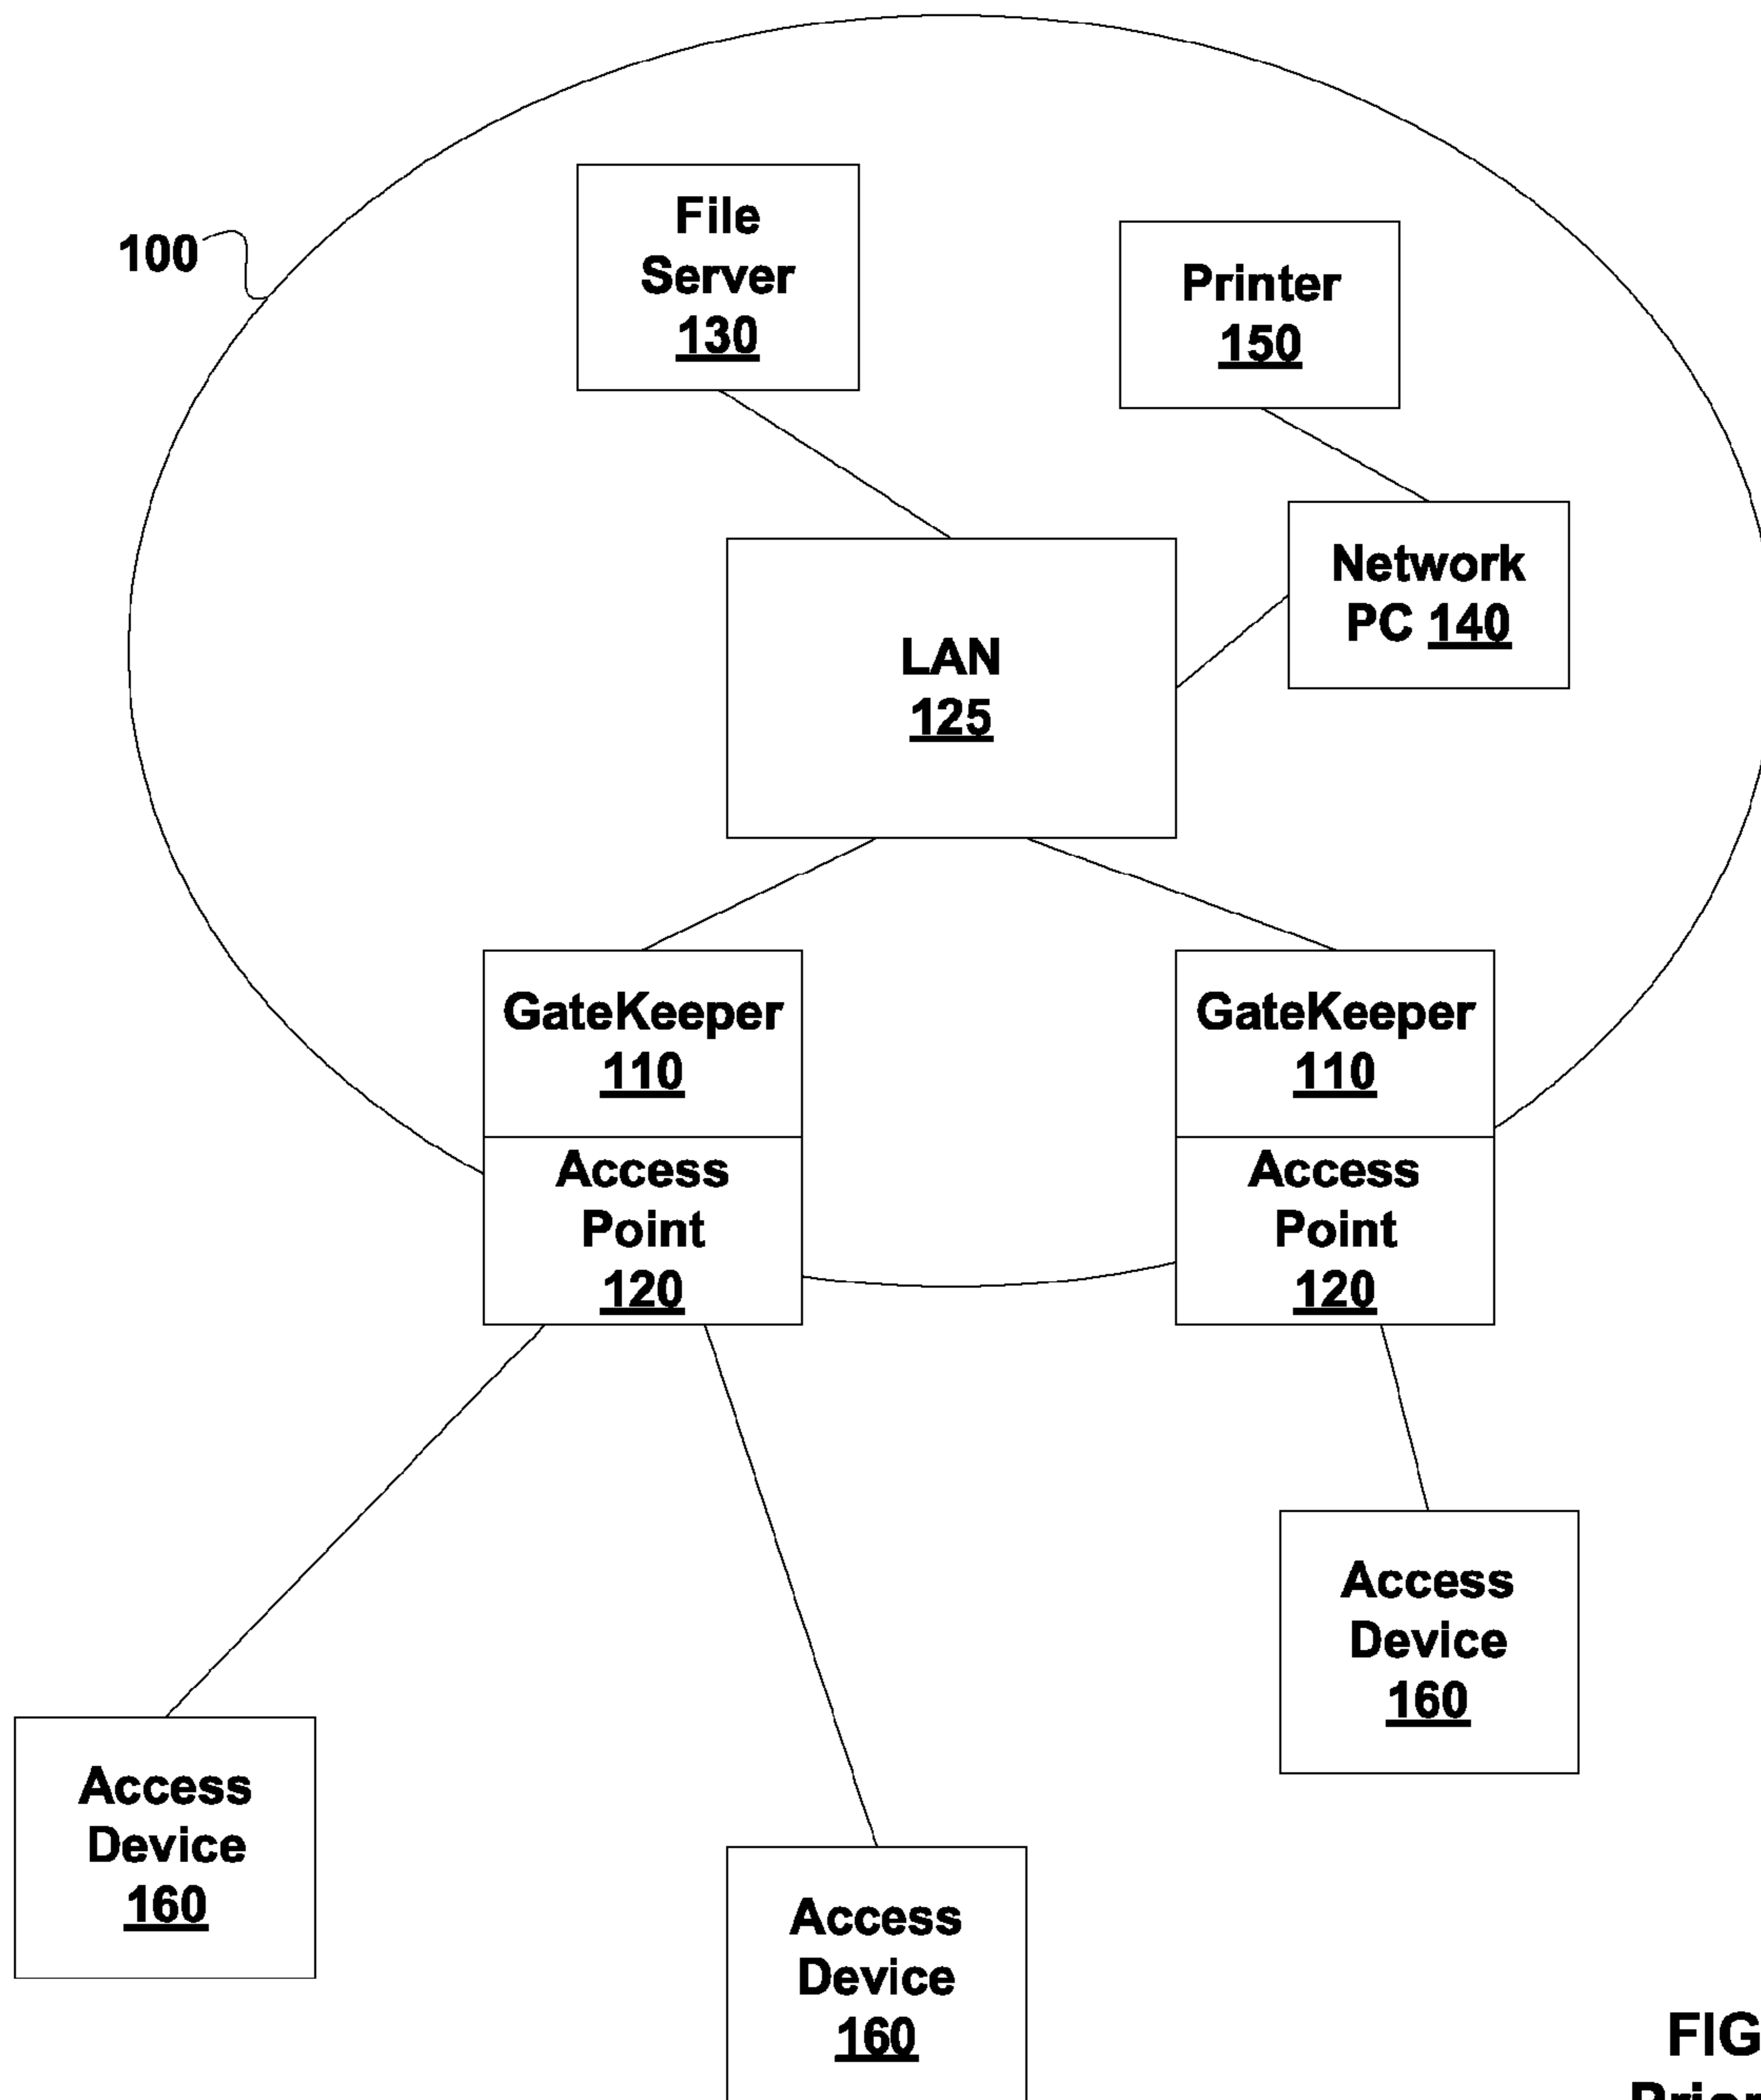 100
File
Server
130
Printer
150
Network
PC 140
LAN
125
GateKeeper
110
GateKeeper
110
Access
Point
120
Access
Point
120
Access
Device
160
Access
Device
160
Access
Device
160
FIG
Prior